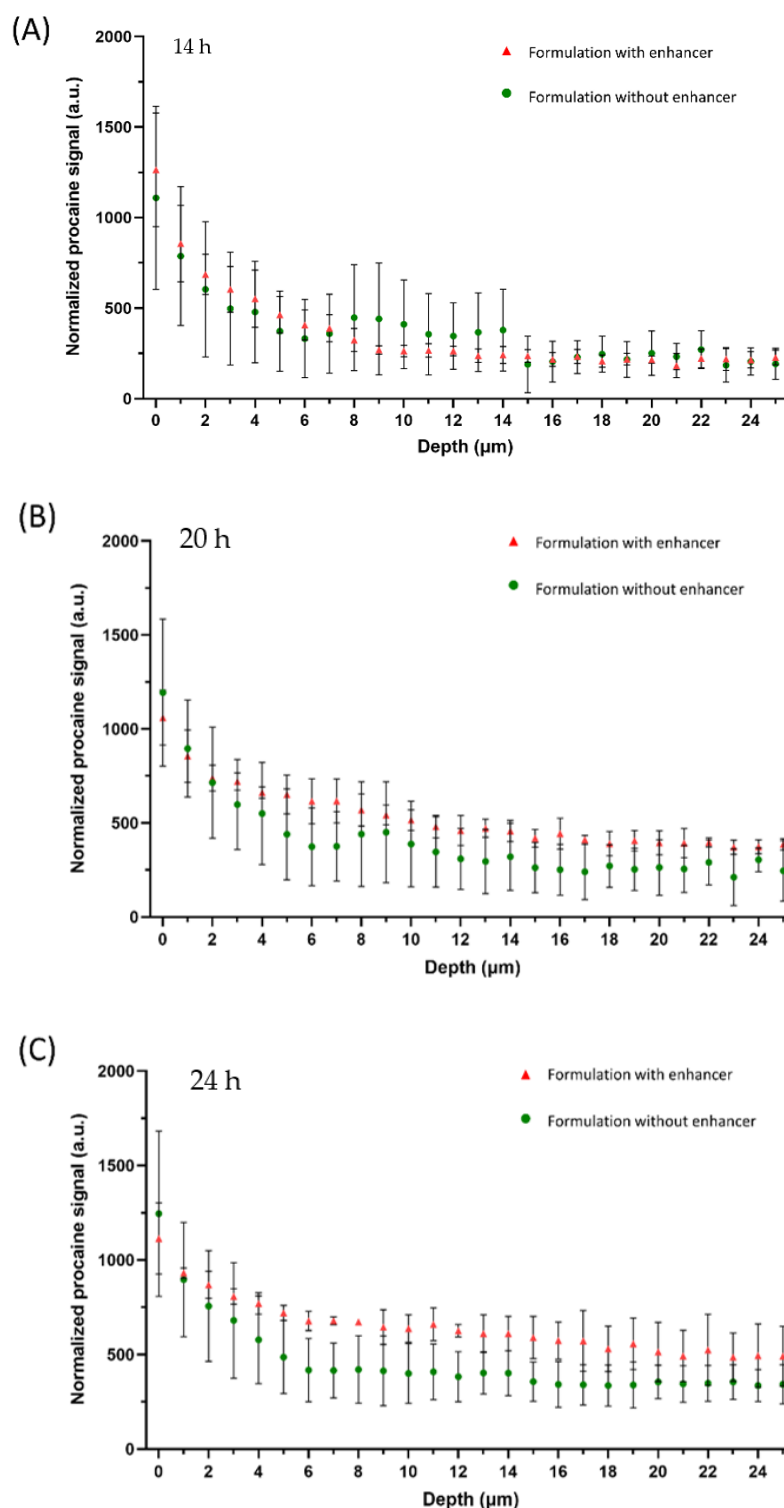 (A)
14 h
Formulation with enhancer
Formulation without enhancer
Normalized procaine signal (a.u.)
2000
1500
1000
500
0
0 2 4 6 8 10 12 14 16 18 20 22 24
Depth (µm)
(B)
20 h
Formulation with enhancer
Formulation without enhancer
Normalized procaine signal (a.u.)
2000
1500
1000
500
0
0 2 4 6 8 10 12 14 16 18 20 22 24
Depth (µm)
(C)
24 h
Formulation with enhancer
Formulation without enhancer
Normalized procaine signal (a.u.)
2000
1500
1000
500
0
0 2 4 6 8 10 12 14 16 18 20 22 24
Depth (µm)